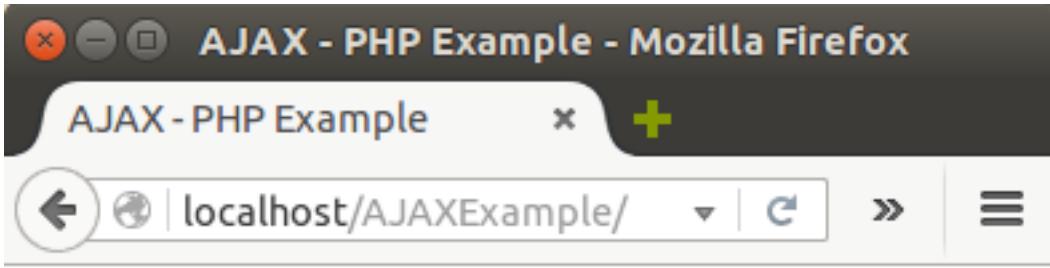 AJAX - PHP Example - Mozilla Firefox
AJAX - PHP Example
localhost/AJAXExample/